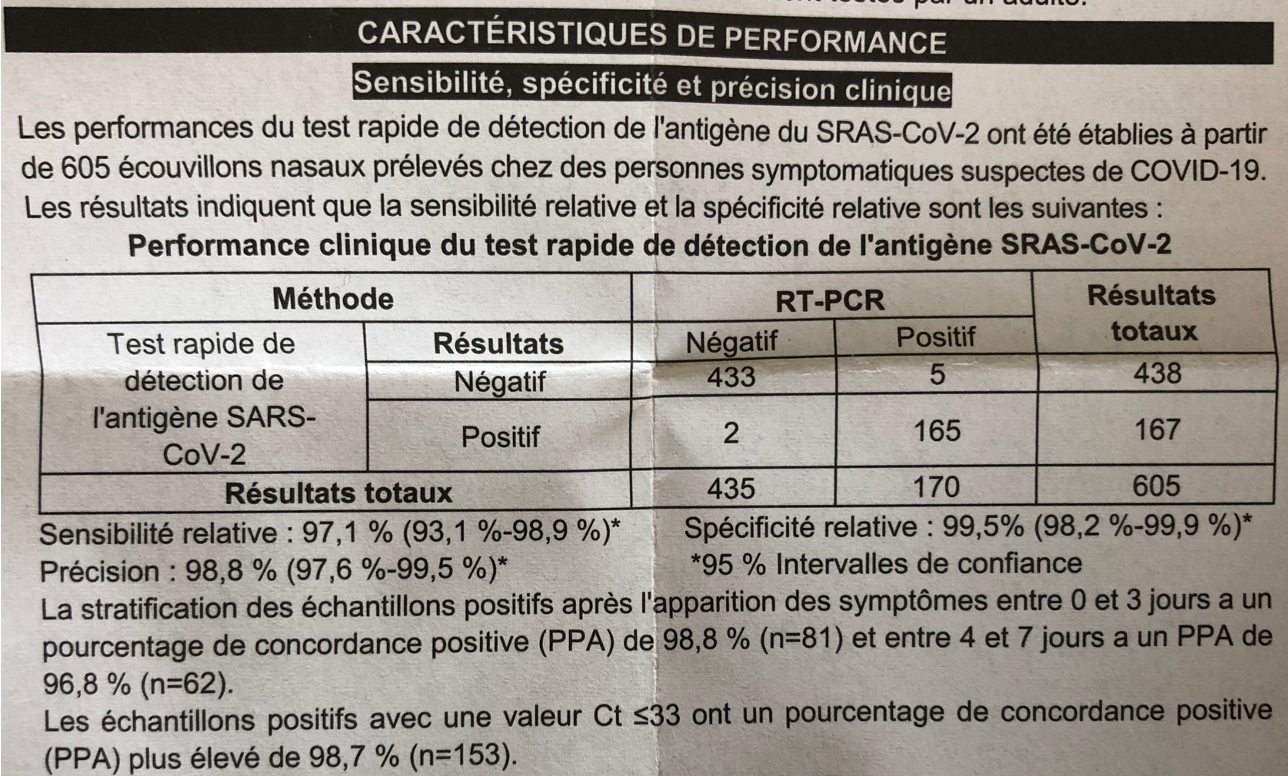 par un adulte.
CARACTÉRISTIQUES DE PERFORMANCE
Sensibilité, spécificité et précision clinique
Les performances du test rapide de détection de l'antigène du SRAS-CoV-2 ont été établies à partir
de 605 écouvillons nasaux prélevés chez des personnes symptomatiques suspectes de COVID-19.
Les résultats indiquent que la sensibilité relative et la spécificité relative sont les suivantes :
Performance clinique du test rapide de détection de l'antigène SRAS-CoV-2
Méthode RT-PCR Résultats totaux
Test rapide de détection de l'antigène SARS-CoV-2 Résultats Négatif Positif
Négatif 433 5 438
Positif 2 165 167
Résultats totaux 435 170 605
Sensibilité relative : 97,1 % (93,1 %-98,9 %)* Spécificité relative : 99,5% (98,2 %-99,9 %)*
Précision : 98,8 % (97,6 %-99,5 %)* *95 % Intervalles de confiance
La stratification des échantillons positifs après l'apparition des symptômes entre 0 et 3 jours a un
pourcentage de concordance positive (PPA) de 98,8 % (n=81) et entre 4 et 7 jours a un PPA de
96,8 % (n=62).
Les échantillons positifs avec une valeur Ct ≤33 ont un pourcentage de concordance positive
(PPA) plus élevé de 98,7 % (n=153).